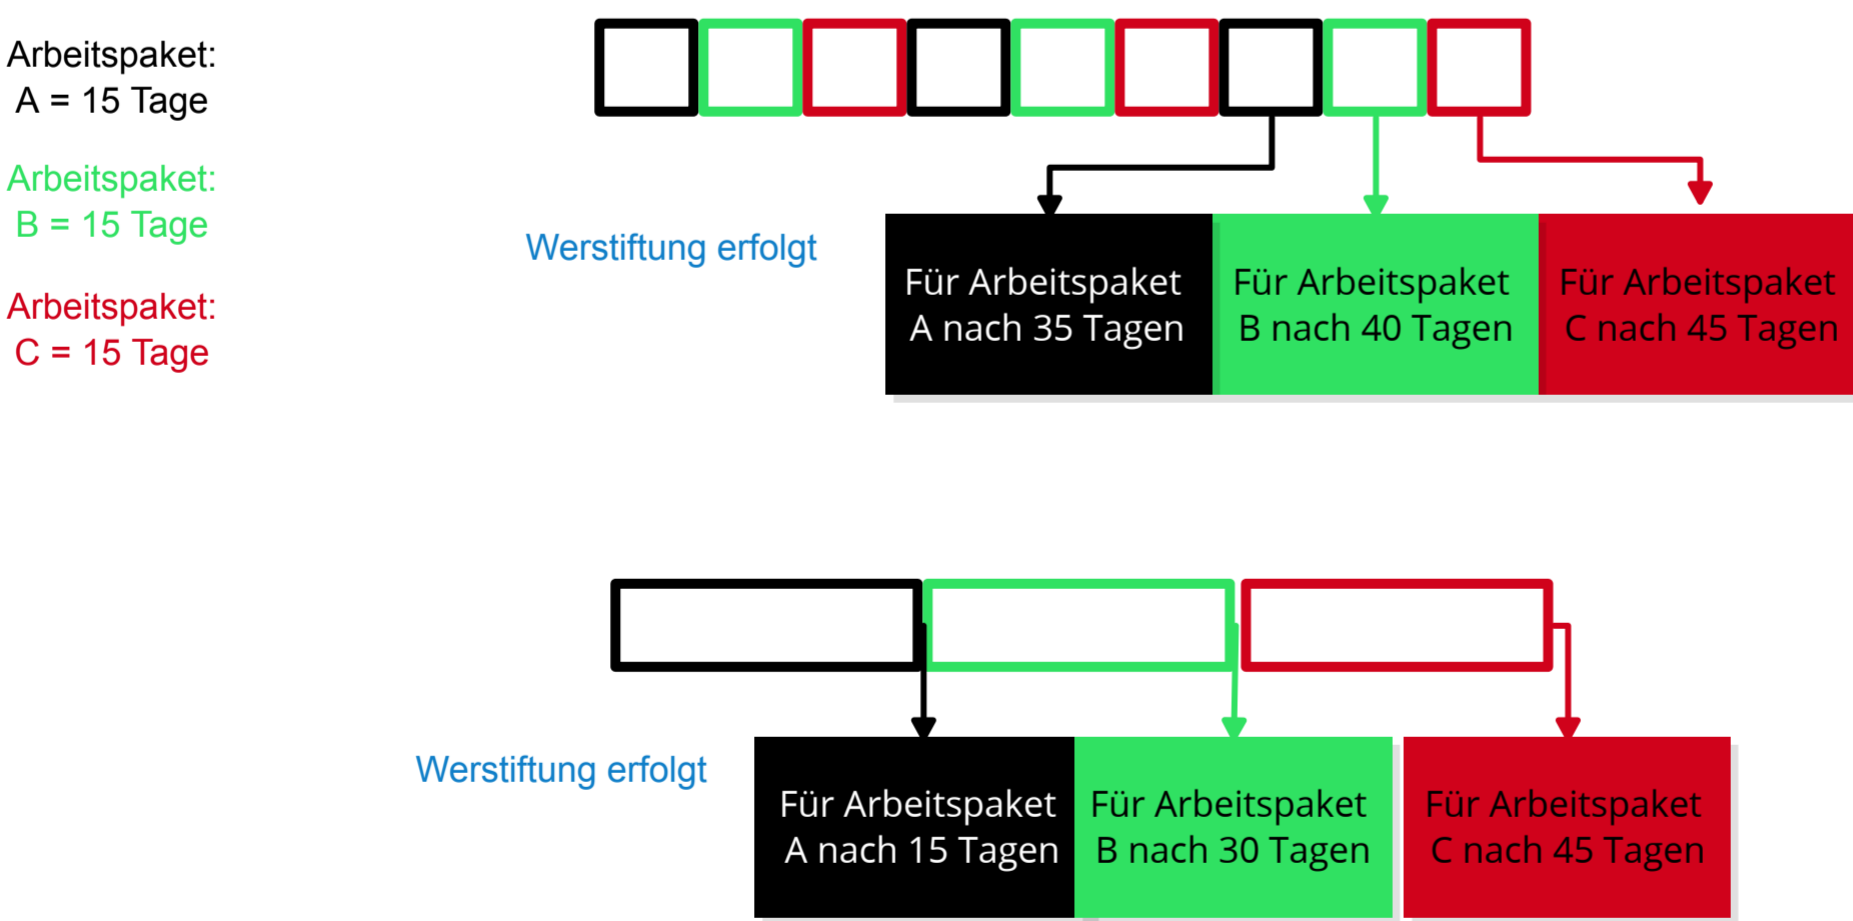 Arbeitspaket:
A = 15 Tage
Arbeitspaket:
B = 15 Tage
Arbeitspaket:
C = 15 Tage
Werstiftung erfolgt
Für Arbeitspaket
A nach 35 Tagen
Für Arbeitspaket
B nach 40 Tagen
Für Arbeitspaket
C nach 45 Tagen
Werstiftung erfolgt
Für Arbeitspaket
A nach 15 Tagen
Für Arbeitspaket
B nach 30 Tagen
Für Arbeitspaket
C nach 45 Tagen